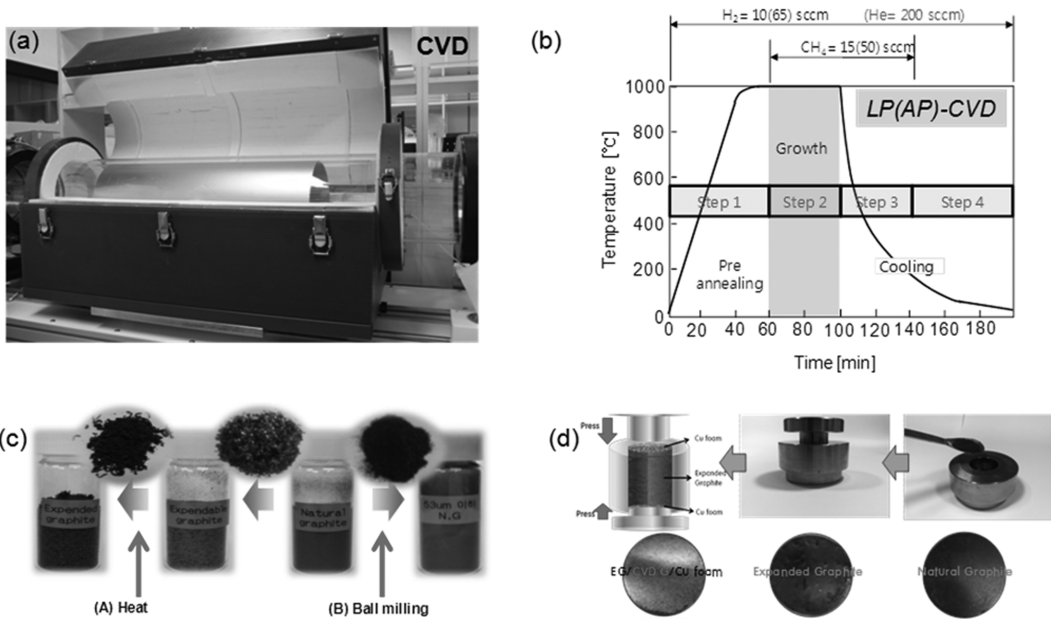 (a)
CVD
(b)
H2 = 10(65) sccm (He= 200 sccm)
CH4 = 15(50) sccm
LP(AP)-CVD
Temperature [°C]
1000
800
600
400
200
0
Growth
Step 1
Step 2
Step 3
Step 4
Pre
annealing
Cooling
0 20 40 60 80 100 120 140 160 180
Time [min]
(c)
Expended
graphite
Expendable
graphite
Natural
graphite
53um 이하
N.G
(A) Heat
(B) Ball milling
(d)
Press
Cu foam
Expanded
Graphite
Cu foam
Press
EG/CVD G/Cu foam
Expanded Graphite
Natural Graphite